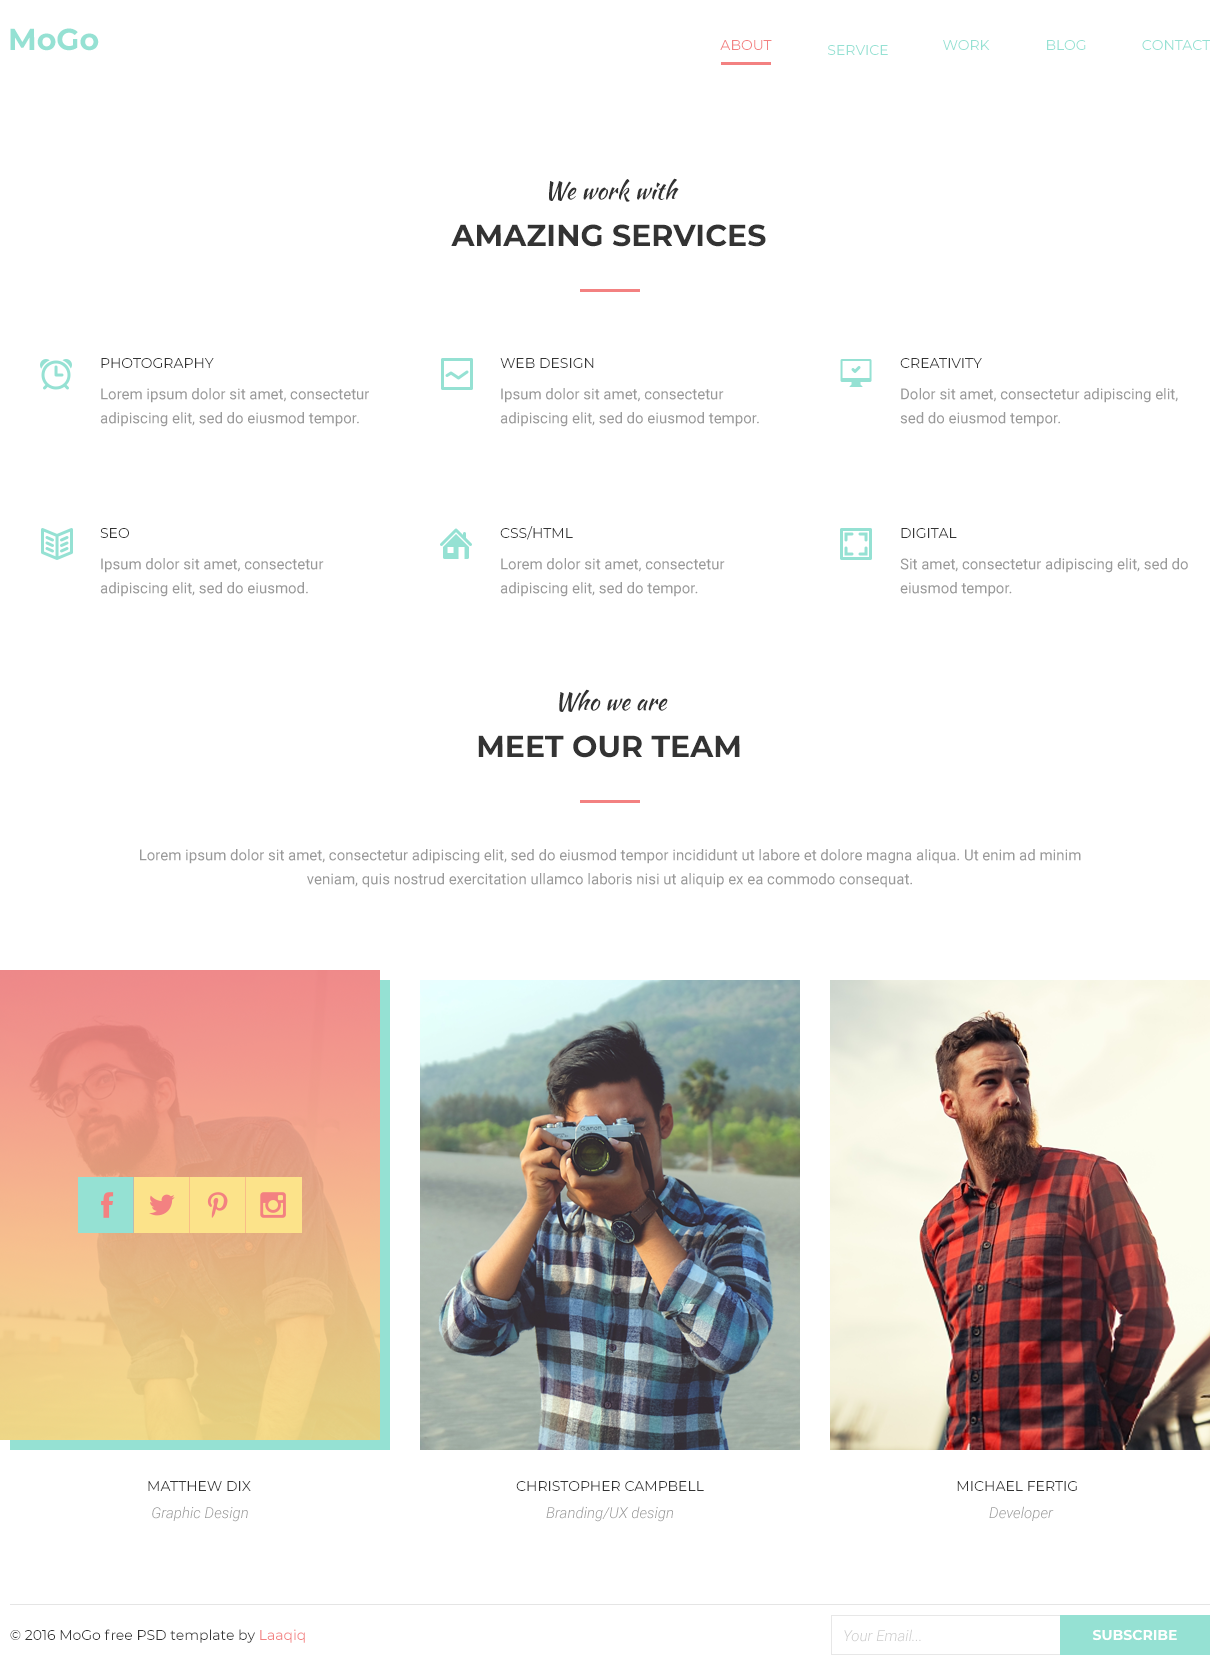 MoGo
ABOUT
SERVICE
WORK
BLOG
CONTACT
We work with
AMAZING SERVICES
PHOTOGRAPHY
Lorem ipsum dolor sit amet, consectetur
adipiscing elit, sed do eiusmod tempor.
WEB DESIGN
Ipsum dolor sit amet, consectetur
adipiscing elit, sed do eiusmod tempor.
CREATIVITY
Dolor sit amet, consectetur adipiscing elit,
sed do eiusmod tempor.
SEO
Ipsum dolor sit amet, consectetur
adipiscing elit, sed do eiusmod.
CSS/HTML
Lorem dolor sit amet, consectetur
adipiscing elit, sed do tempor.
DIGITAL
Sit amet, consectetur adipiscing elit, sed do
eiusmod tempor.
Who we are
MEET OUR TEAM
Lorem ipsum dolor sit amet, consectetur adipiscing elit, sed do eiusmod tempor incididunt ut labore et dolore magna aliqua. Ut enim ad minim
veniam, quis nostrud exercitation ullamco laboris nisi ut aliquip ex ea commodo consequat.
Canon
MATTHEW DIX
Graphic Design
CHRISTOPHER CAMPBELL
Branding/UX design
MICHAEL FERTIG
Developer
© 2016 MoGo free PSD template by Laaqiq
Your Email...
SUBSCRIBE